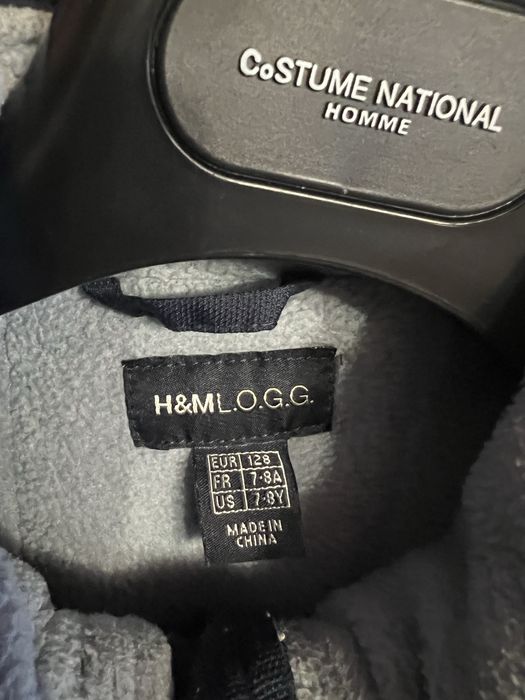 CoSTUME NATIONAL
HOMME
H&M L.O.G.G.
EUR 128
FR 7-8A
US 7-8Y
MADE IN
CHINA